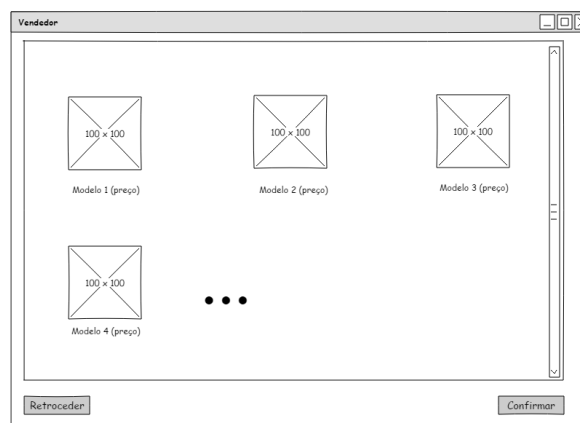 Vendedor
100 x 100
100 x 100
100 x 100
Modelo 1 (preço)
Modelo 2 (preço)
Modelo 3 (preço)
100 x 100
Modelo 4 (preço)
Retroceder
Confirmar